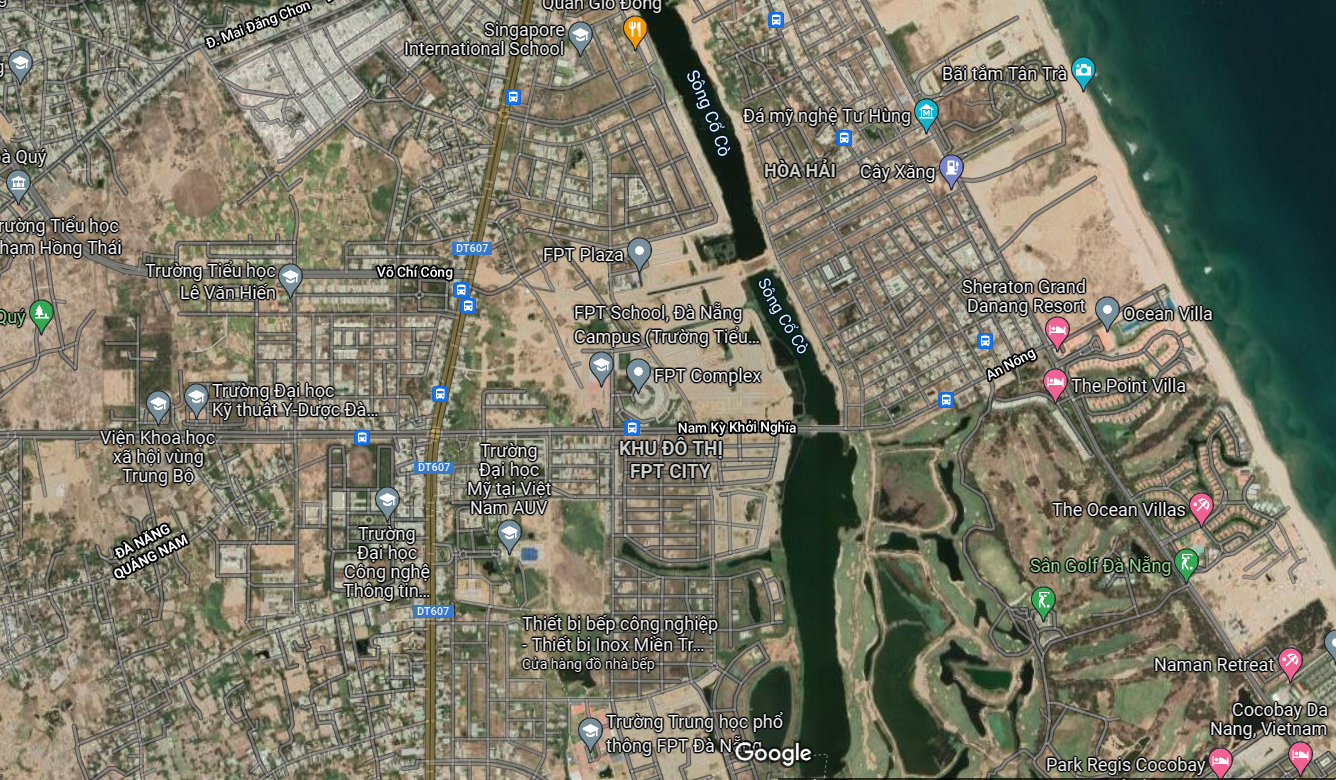 Quán Gió Đông
Đ. Mai Đăng Chơn
Singapore
International School
Sông Cổ Cò
Bãi tắm Tân Trà
Đá mỹ nghệ Tư Hùng
HÒA HẢI
Cây Xăng
Quý
rường Tiểu học
hạm Hồng Thái
DT607
FPT Plaza
Võ Chí Công
Trường Tiểu học
Lê Văn Hiến
Sông Cổ Cò
Sheraton Grand
Danang Resort
Ocean Villa
Quý
FPT School, Đà Nẵng
Campus (Trường Tiểu...
An Nông
FPT Complex
The Point Villa
Trường Đại học
Kỹ thuật Y-Dược Đà...
Nam Kỳ Khởi Nghĩa
Viện Khoa học
xã hội vùng
Trung Bộ
KHU ĐÔ THỊ
FPT CITY
DT607
Trường
Đại học
Mỹ tại Việt
Nam AUV
The Ocean Villas
ĐÀ NẴNG
QUẢNG NAM
Trường
Đại học
Công nghệ
Thông tin...
Sân Golf Đà Nẵng
DT607
Thiết bị bếp công nghiệp
- Thiết bị Inox Miền Tr...
Cửa hàng đồ nhà bếp
Naman Retreat
Cocobay Da
Nang, Vietnam
Trường Trung học phổ
thông FPT Đà Nẵng
Google
Park Regis Cocobay